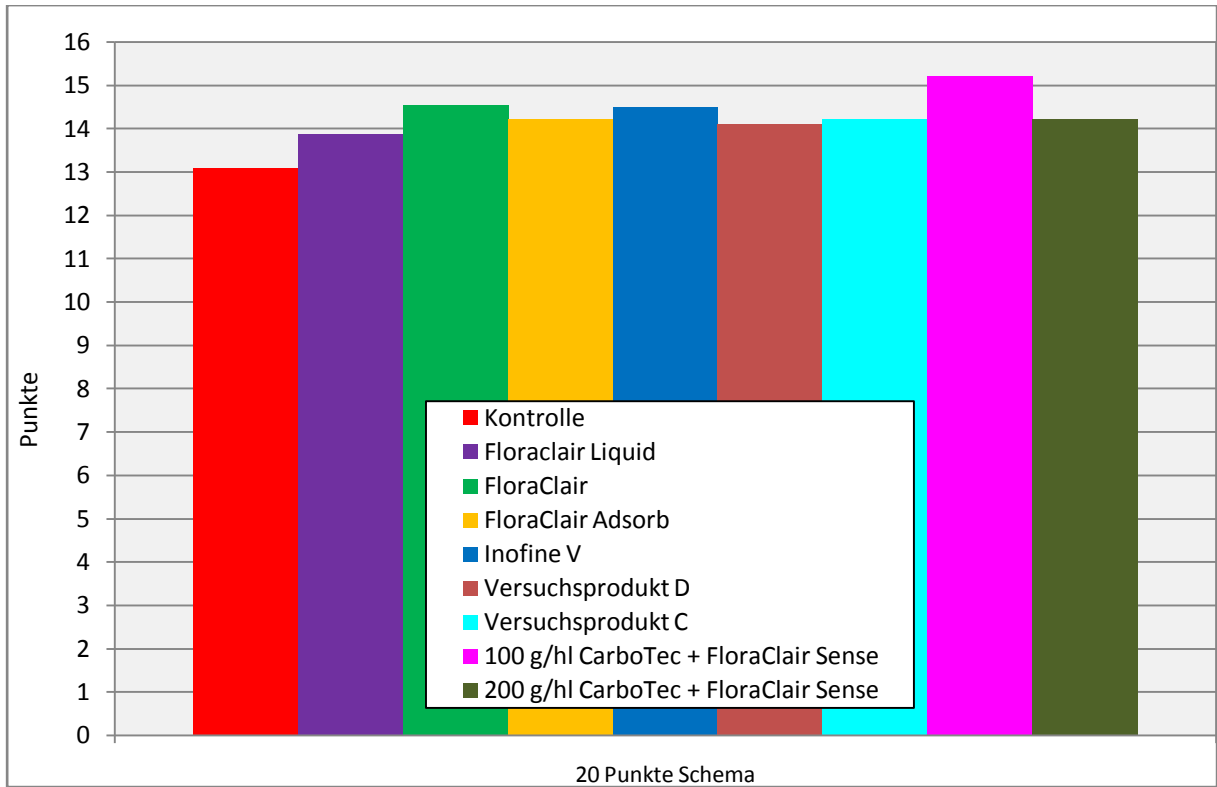 16
15
14
13
12
11
10
9
8
7
6
5
4
3
2
1
0
Punkte
Kontrolle
Floraclair Liquid
FloraClair
FloraClair Adsorb
Inofine V
Versuchsprodukt D
Versuchsprodukt C
100 g/hl CarboTec + FloraClair Sense
200 g/hl CarboTec + FloraClair Sense
20 Punkte Schema